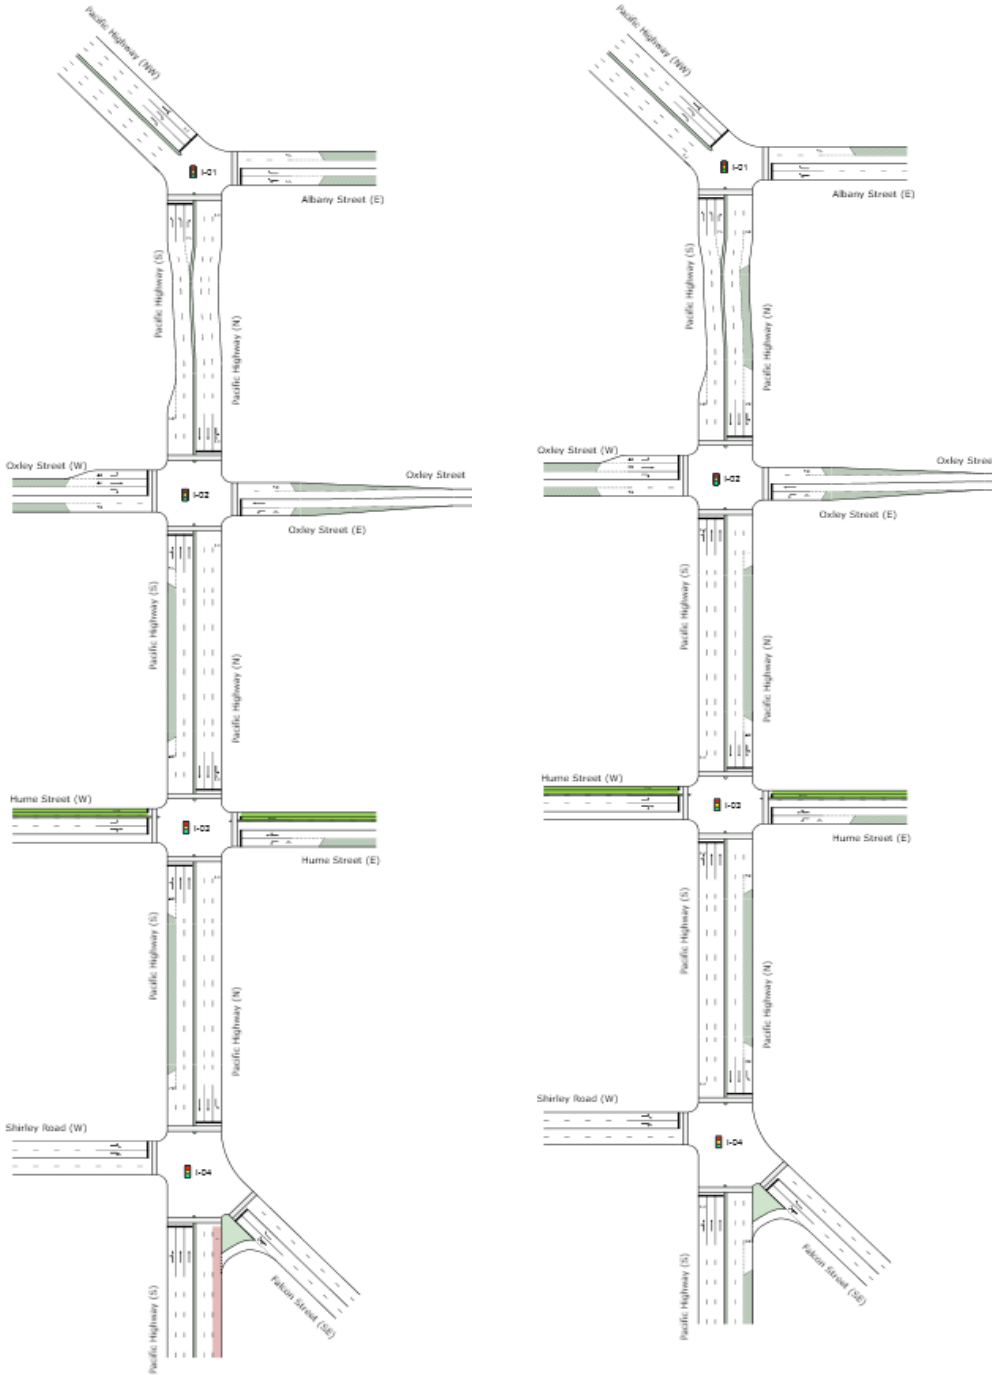 Pacific Highway (NW)
I-01
Albany Street (E)
Pacific Highway (S)
Pacific Highway (N)
Oxley Street (W)
Oxley Street
I-02
Oxley Street (E)
Pacific Highway (S)
Pacific Highway (N)
Hume Street (W)
I-03
Hume Street (E)
Pacific Highway (S)
Pacific Highway (N)
Shirley Road (W)
I-04
Falcon Street (SE)
Pacific Highway (S)
Pacific Highway (NW)
I-01
Albany Street (E)
Pacific Highway (S)
Pacific Highway (N)
Oxley Street (W)
Oxley Stree
I-02
Oxley Street (E)
Pacific Highway (S)
Pacific Highway (N)
Hume Street (W)
I-03
Hume Street (E)
Pacific Highway (S)
Pacific Highway (N)
Shirley Road (W)
I-04
Falcon Street (SE)
Pacific Highway (S)